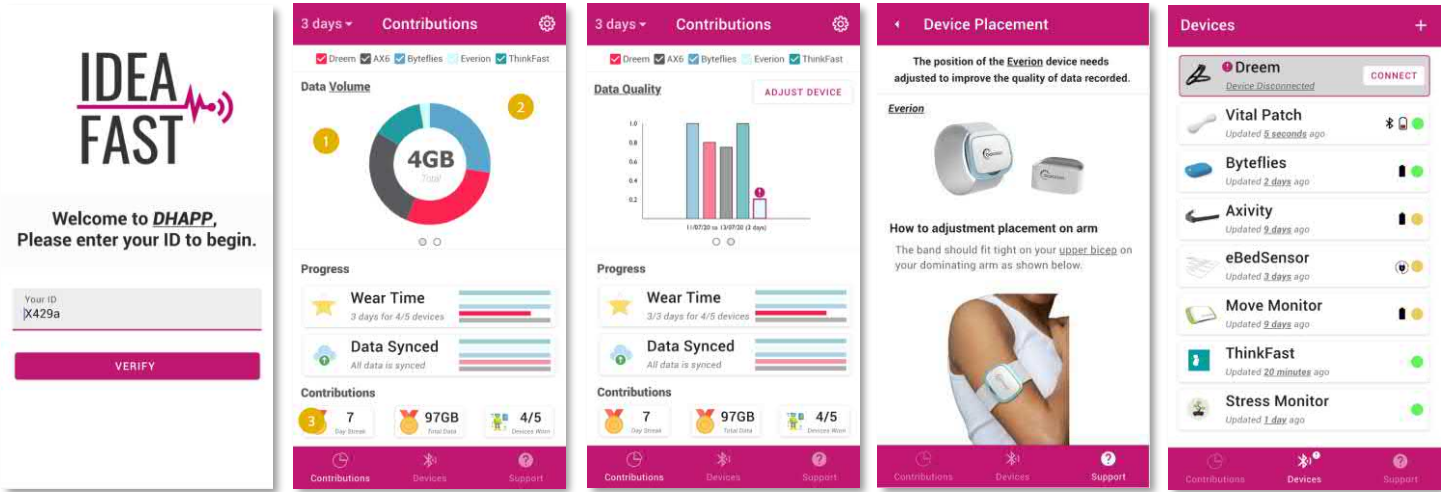 IDEA
FAST
Welcome to DHAPP,
Please enter your ID to begin.
Your ID
X429a
VERIFY
3 days
Contributions
Dreem AX6 Byteflies Everion ThinkFast
Data Volume
1
2
4GB
Total
Progress
Wear Time
3 days for 4/5 devices
Data Synced
All data is synced
Contributions
3
7
Day Streak
97GB
Total Data
4/5
Devices Worn
Contributions
Devices
Support
3 days
Contributions
Dreem AX6 Byteflies Everion ThinkFast
Data Quality
ADJUST DEVICE
1.0
0.8
0.6
0.4
0.2
11/07/20 to 13/07/20 (3 days)
Progress
Wear Time
3/3 days for 4/5 devices
Data Synced
All data is synced
Contributions
7
Day Streak
97GB
Total Data
4/5
Devices Worn
Contributions
Devices
Support
Device Placement
The position of the Everion device needs
adjusted to improve the quality of data recorded.
Everion
How to adjustment placement on arm
The band should fit tight on your upper bicep on
your dominating arm as shown below.
Contributions
Devices
Support
Devices
+
Dreem
Device Disconnected
CONNECT
Vital Patch
Updated 5 seconds ago
Byteflies
Updated 2 days ago
Axivity
Updated 9 days ago
eBedSensor
Updated 3 days ago
Move Monitor
Updated 9 days ago
ThinkFast
Updated 20 minutes ago
Stress Monitor
Updated 1 day ago
Contributions
Devices
Support